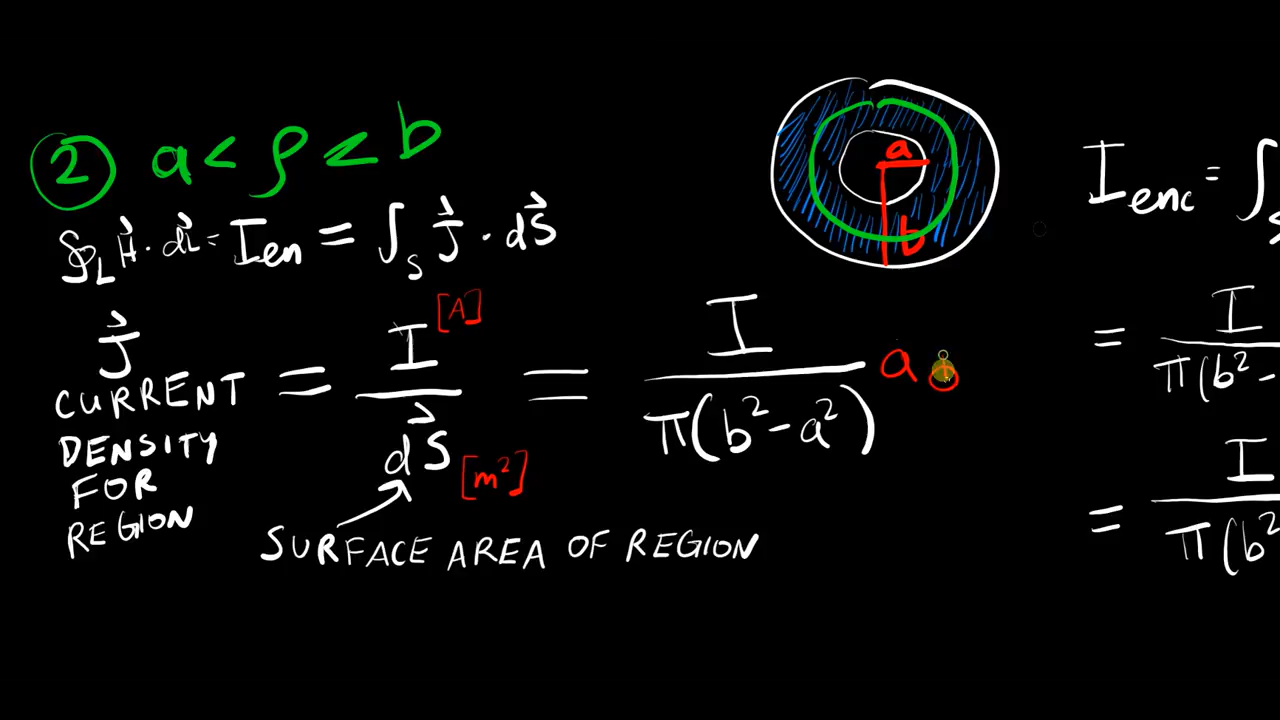 ② a < ρ < b
∮L H⃗ · dL⃗ = Ien = ∫S J⃗ · dS⃗
J⃗ = I [A] / dS⃗ [m²] = I / π(b² - a²) a
CURRENT
DENSITY
FOR
REGION
SURFACE AREA OF REGION
a
b
Ienc = ∫S
= I / π(b² -
= I / π(b²